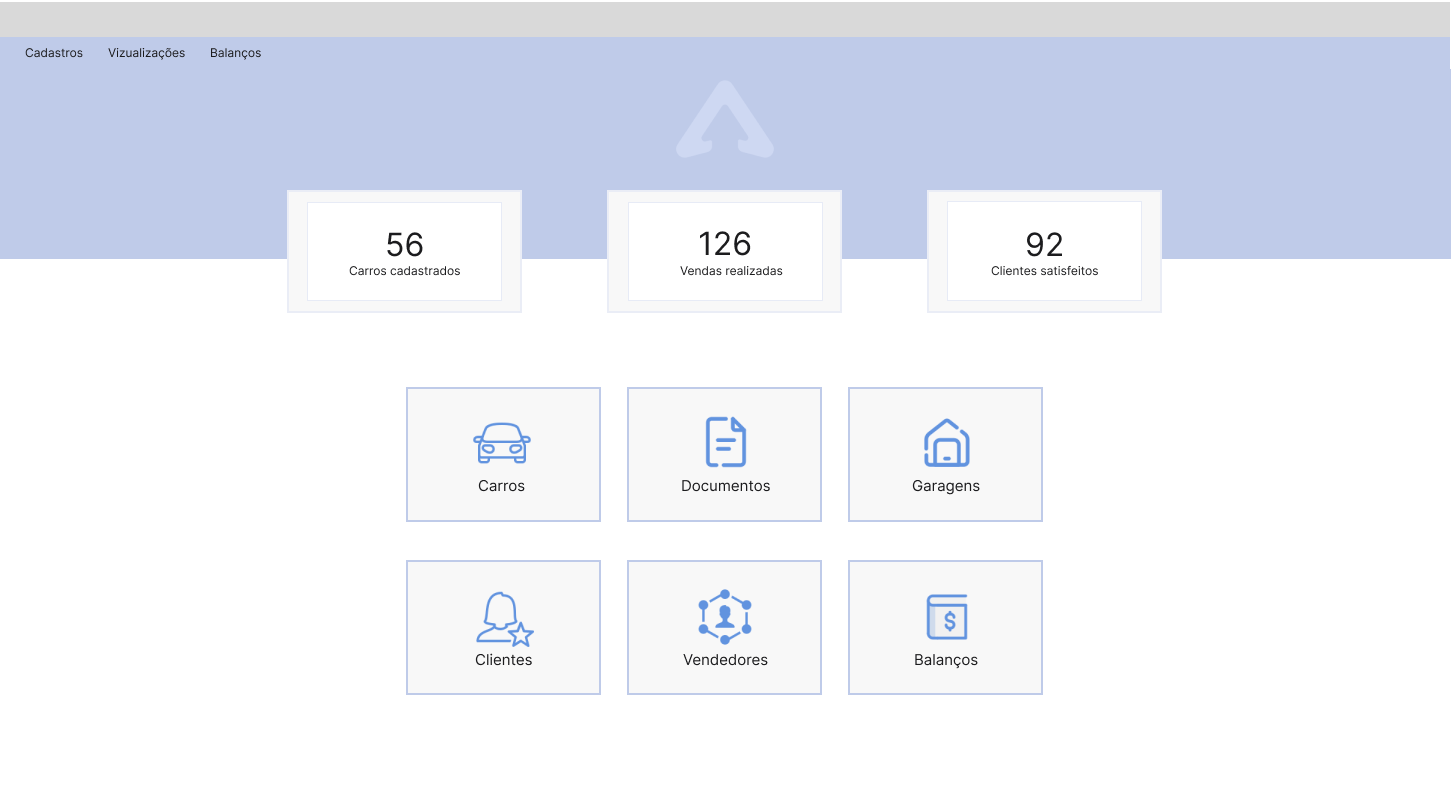 Cadastros Vizualizações Balanços
56 126 92
Carros cadastrados Vendas realizadas Clientes satisfeitos
Carros Documentos Garagens
$
Clientes Vendedores Balanços